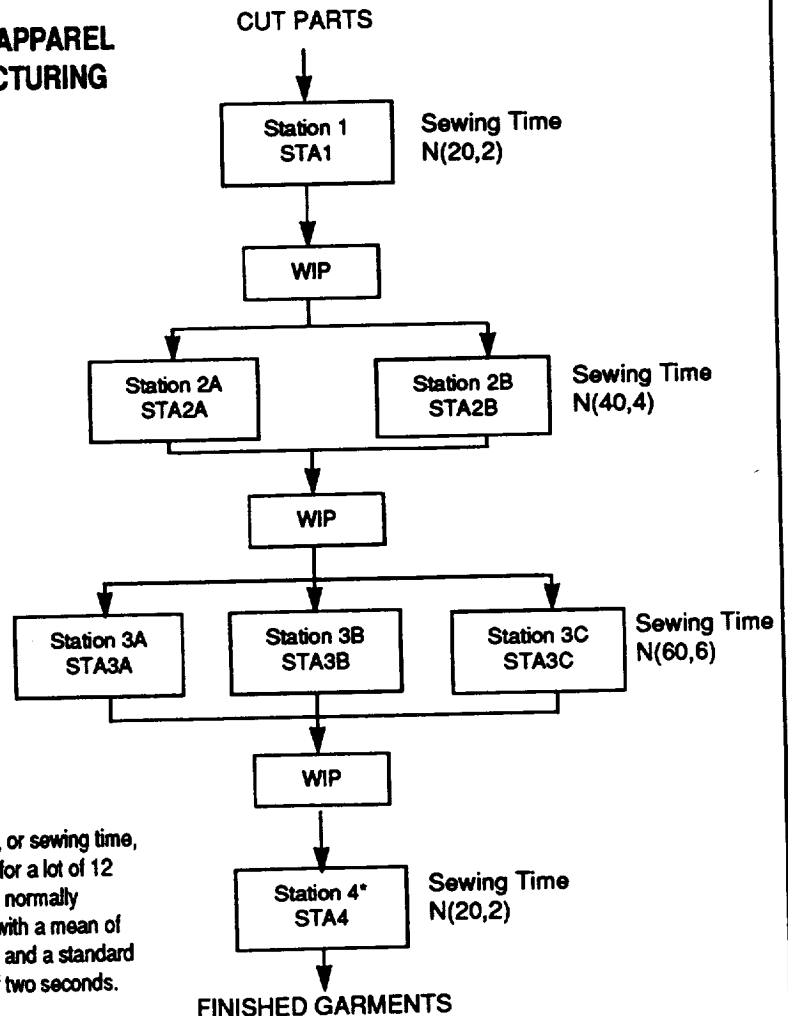 APPAREL
CTURING
CUT PARTS
Station 1
STA1
Sewing Time
N(20,2)
WIP
Station 2A
STA2A
Station 2B
STA2B
Sewing Time
N(40,4)
WIP
Station 3A
STA3A
Station 3B
STA3B
Station 3C
STA3C
Sewing Time
N(60,6)
WIP
Station 4*
STA4
Sewing Time
N(20,2)
, or sewing time,
for a lot of 12
normally
with a mean of
and a standard
two seconds.
FINISHED GARMENTS